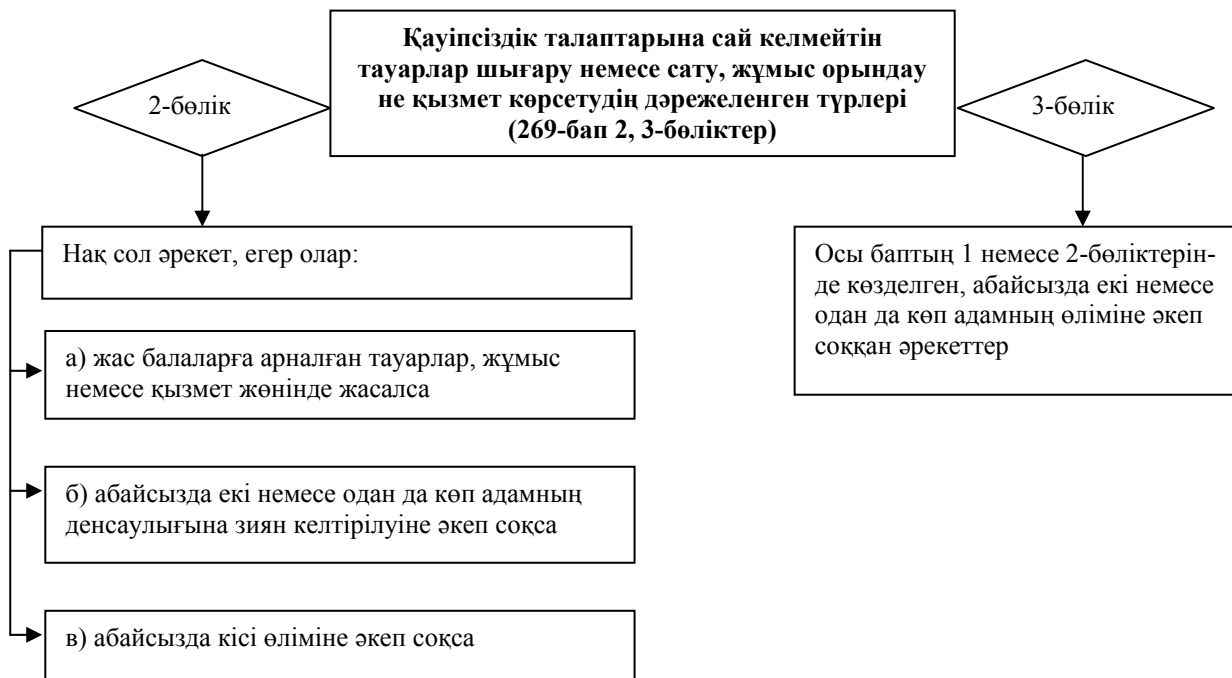 Қауіпсіздік талаптарына сай келмейтін
тауарлар шығару немесе сату, жұмыс орындау
не қызмет көрсетудің дәрежеленген түрлері
(269-бап 2, 3-бөліктер)
2-бөлік
3-бөлік
Нақ сол әрекет, егер олар:
а) жас балаларға арналған тауарлар, жұмыс
немесе қызмет жөнінде жасалса
б) абайсызда екі немесе одан да көп адамның
денсаулығына зиян келтірілуіне әкеп соқса
в) абайсызда кісі өліміне әкеп соқса
Осы баптың 1 немесе 2-бөліктерін-
де көзделген, абайсызда екі немесе
одан да көп адамның өліміне әкеп
соққан әрекеттер